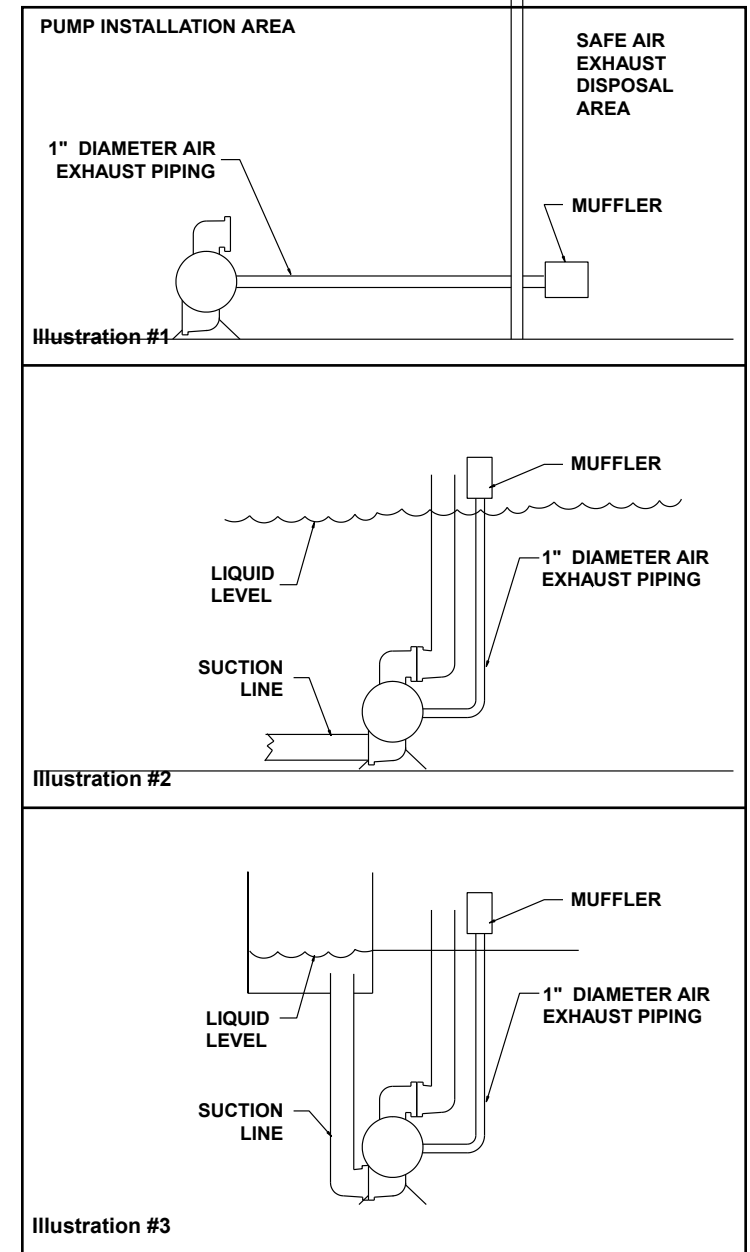 PUMP INSTALLATION AREA
SAFE AIR
EXHAUST
DISPOSAL
AREA
1" DIAMETER AIR
EXHAUST PIPING
MUFFLER
Illustration #1
MUFFLER
LIQUID
LEVEL
1" DIAMETER AIR
EXHAUST PIPING
SUCTION
LINE
Illustration #2
MUFFLER
LIQUID
LEVEL
1" DIAMETER AIR
EXHAUST PIPING
SUCTION
LINE
Illustration #3